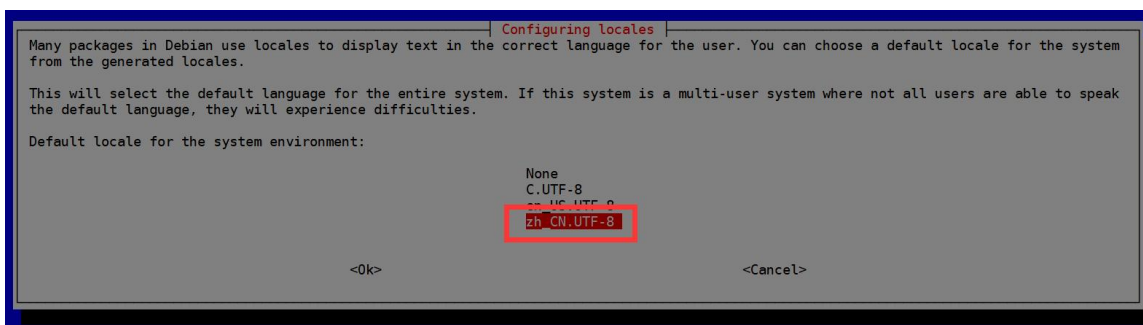 Configuring locales
Many packages in Debian use locales to display text in the correct language for the user. You can choose a default locale for the system
from the generated locales.
This will select the default language for the entire system. If this system is a multi-user system where not all users are able to speak
the default language, they will experience difficulties.
Default locale for the system environment:
None
C.UTF-8
en_US.UTF-8
zh_CN.UTF-8
<Ok> <Cancel>